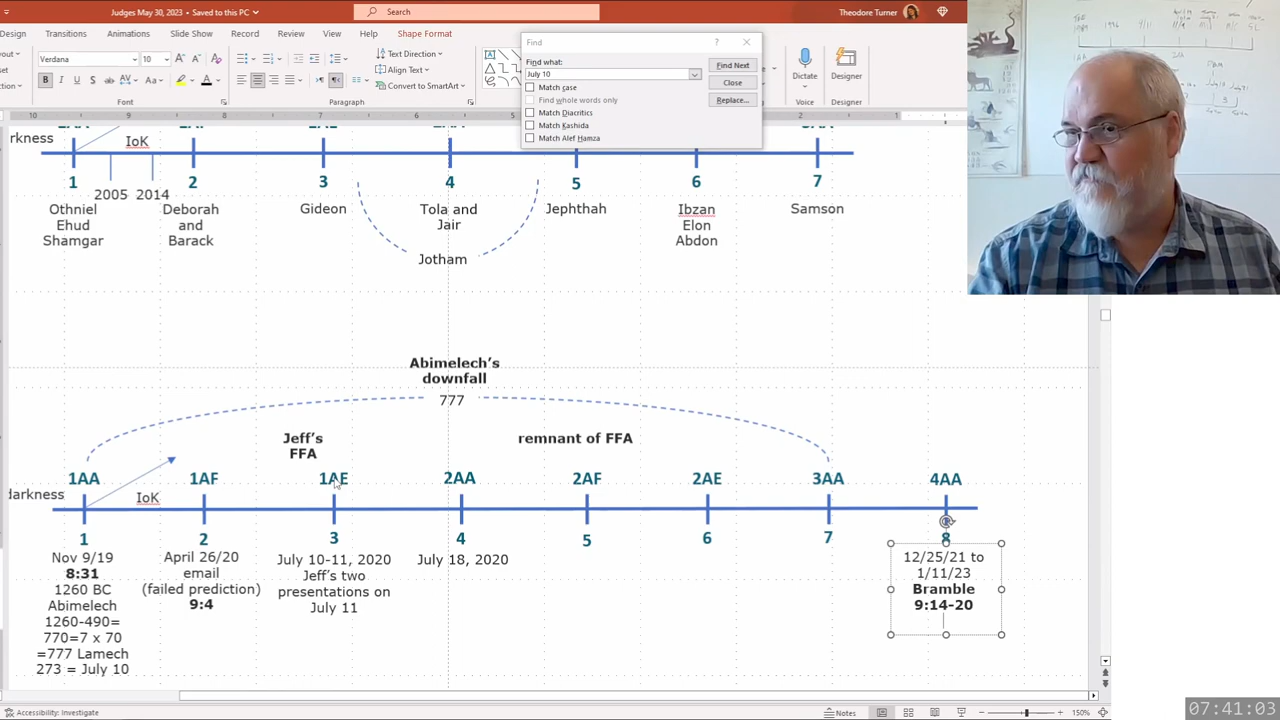 Judges May 30, 2023 • Saved to this PC
Search
Theodore Turner
Design Transitions Animations Slide Show Record Review View Help Shape Format
Verdana 10
Text Direction
Align Text
Convert to SmartArt
B I U S
Font Paragraph
Dictate
Designer
Voice Designer
Find
Find what:
July 10
Match case
Find whole words only
Match Diacritics
Match Kashida
Match Alef Hamza
Find Next
Close
Replace...
rkness
IoK
1 2 3 4 5 6 7
2005 2014
Othniel
Ehud
Shamgar
Deborah
and
Barack
Gideon
Tola and
Jair
Jephthah
Ibzan
Elon
Abdon
Samson
Jotham
Abimelech's
downfall
777
Jeff's
FFA
remnant of FFA
1AA 1AF 1AE 2AA 2AF 2AE 3AA 4AA
darkness
IoK
1 2 3 4 5 6 7 8
Nov 9/19
8:31
1260 BC
Abimelech
1260-490=
770=7 x 70
=777 Lamech
273 = July 10
April 26/20
email
(failed prediction)
9:4
July 10-11, 2020
Jeff's two
presentations on
July 11
July 18, 2020
12/25/21 to
1/11/23
Bramble
9:14-20
Accessibility: Investigate
Notes
150%
07:41:03